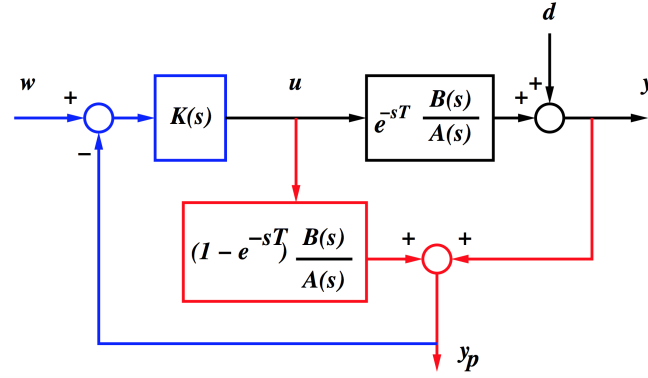 d
w
+
K(s)
u
e^{-sT} B(s)/A(s)
+
+
y
−
(1 − e^{-sT}) B(s)/A(s)
+
+
y_p